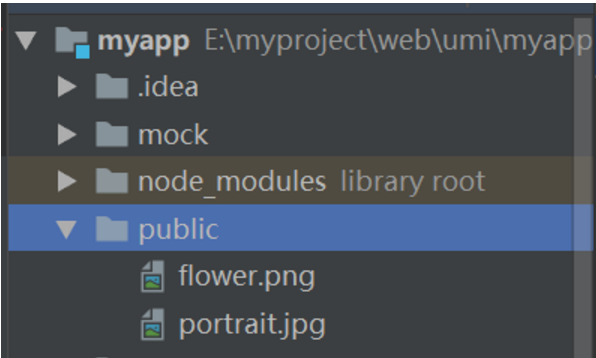 myapp E:\myproject\web\umi\myapp
.idea
mock
node_modules library root
public
flower.png
portrait.jpg